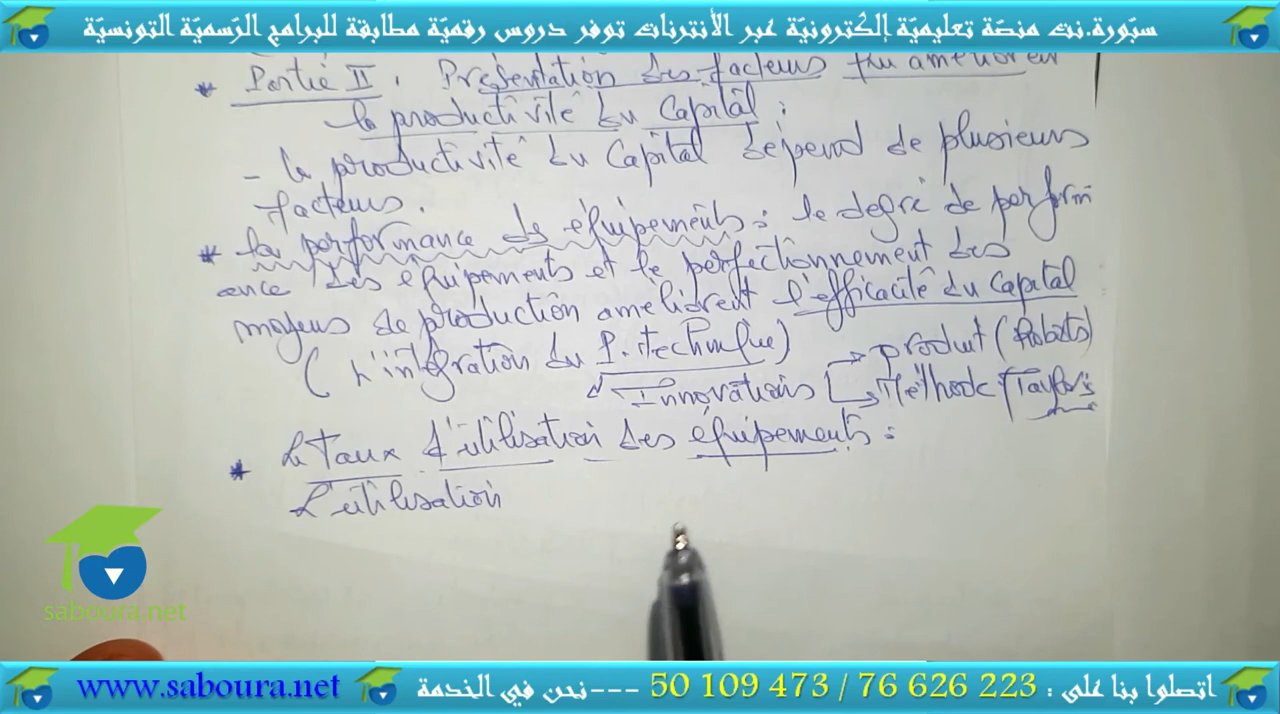 سبّورة.نت منصّة تعليميّة إلكترونيّة عبر الأنترنات توفر دروس رقميّة مطابقة للبرامج الرّسميّة التونسيّة
* Partie II. Présentation des facteurs qui améliorent
la productivité du Capital :
- la productivité du Capital dépend de plusieurs
facteurs.
* La performance des équipements : le degré de perform
ance des équipements et le perfectionnement des
moyens de production améliorent l'efficacité du Capital
( L'intégration du P. technique)
Innovations → produit (Robots)
→ Méthode (Taylor)
* Le Taux d'utilisation des équipements :
L'utilisation
saboura.net
www.saboura.net اتصلوا بنا على : 50 109 473 / 76 626 223 ---نحن في الخدمة